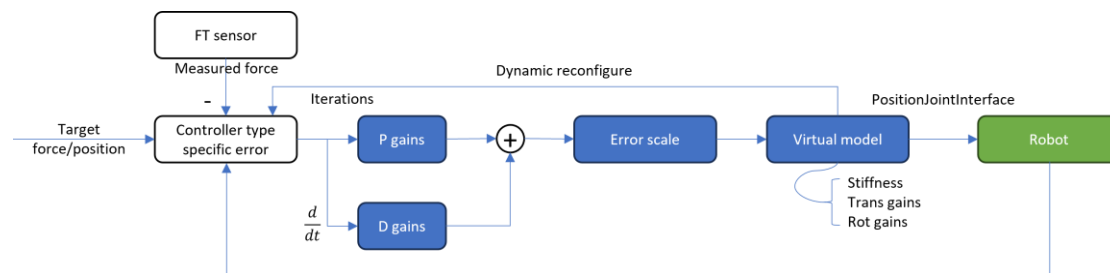 FT sensor
Measured force
Dynamic reconfigure
-
Iterations
PositionJointInterface
Target
force/position
Controller type
specific error
P gains
+
Error scale
Virtual model
Robot
Stiffness
Trans gains
Rot gains
d
dt
D gains